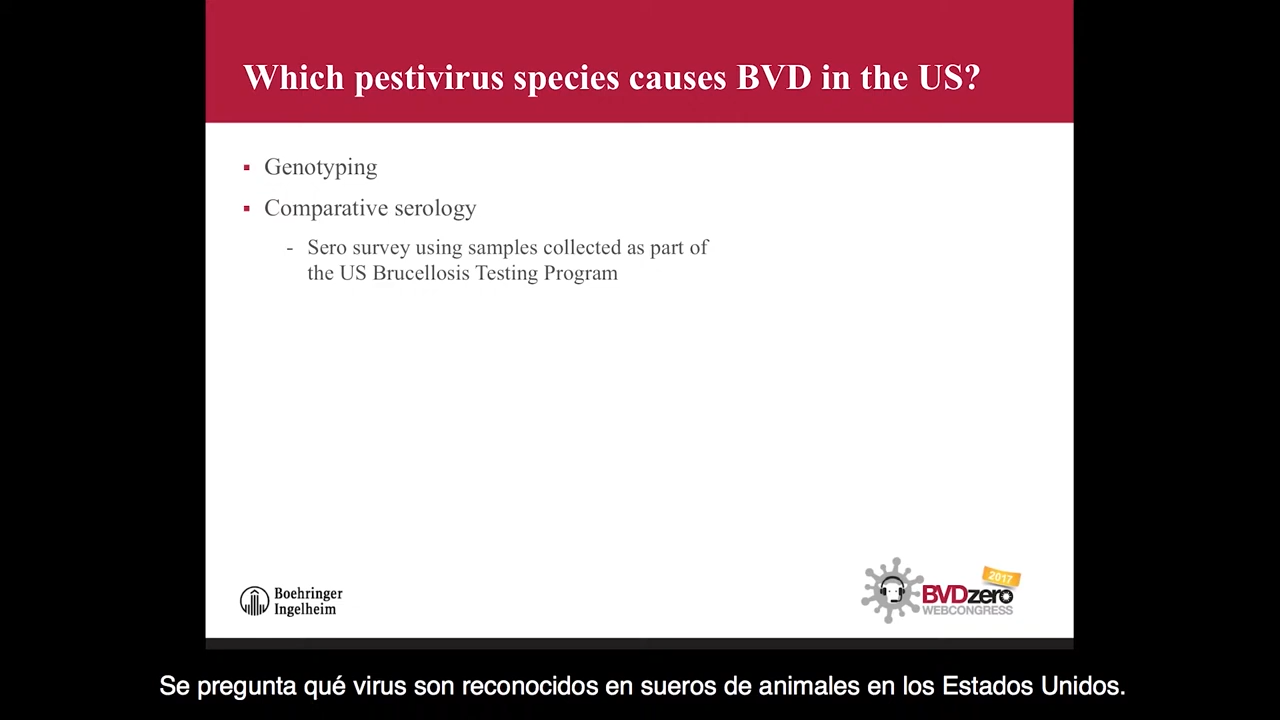 Which pestivirus species causes BVD in the US?
Genotyping
Comparative serology
- Sero survey using samples collected as part of
the US Brucellosis Testing Program
Boehringer
Ingelheim
2017
BVDzero
WEBCONGRESS
Se pregunta qué virus son reconocidos en sueros de animales en los Estados Unidos.